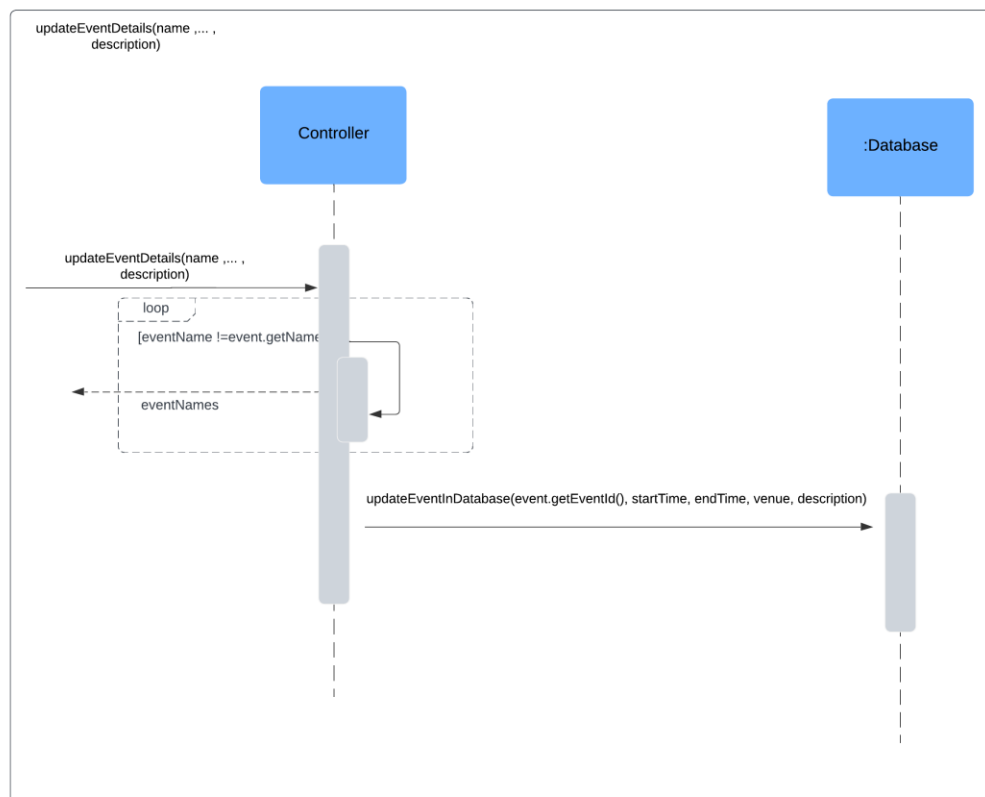 updateEventDetails(name ,... ,
description)
Controller
:Database
updateEventDetails(name ,... ,
description)
loop
[eventName !=event.getName
eventNames
updateEventInDatabase(event.getEventId(), startTime, endTime, venue, description)